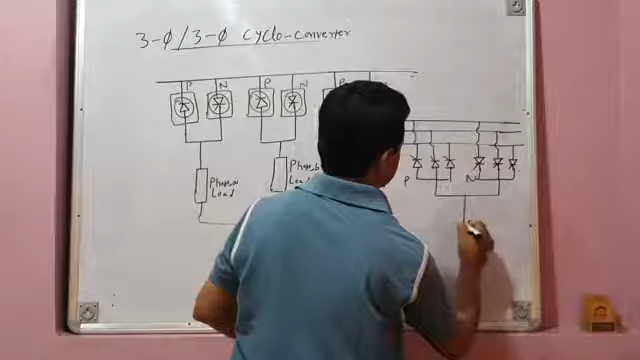 3-Ø/3-Ø Cyclo-Converter
P N P N P
Phase,a Load
Phase,b Load
P N